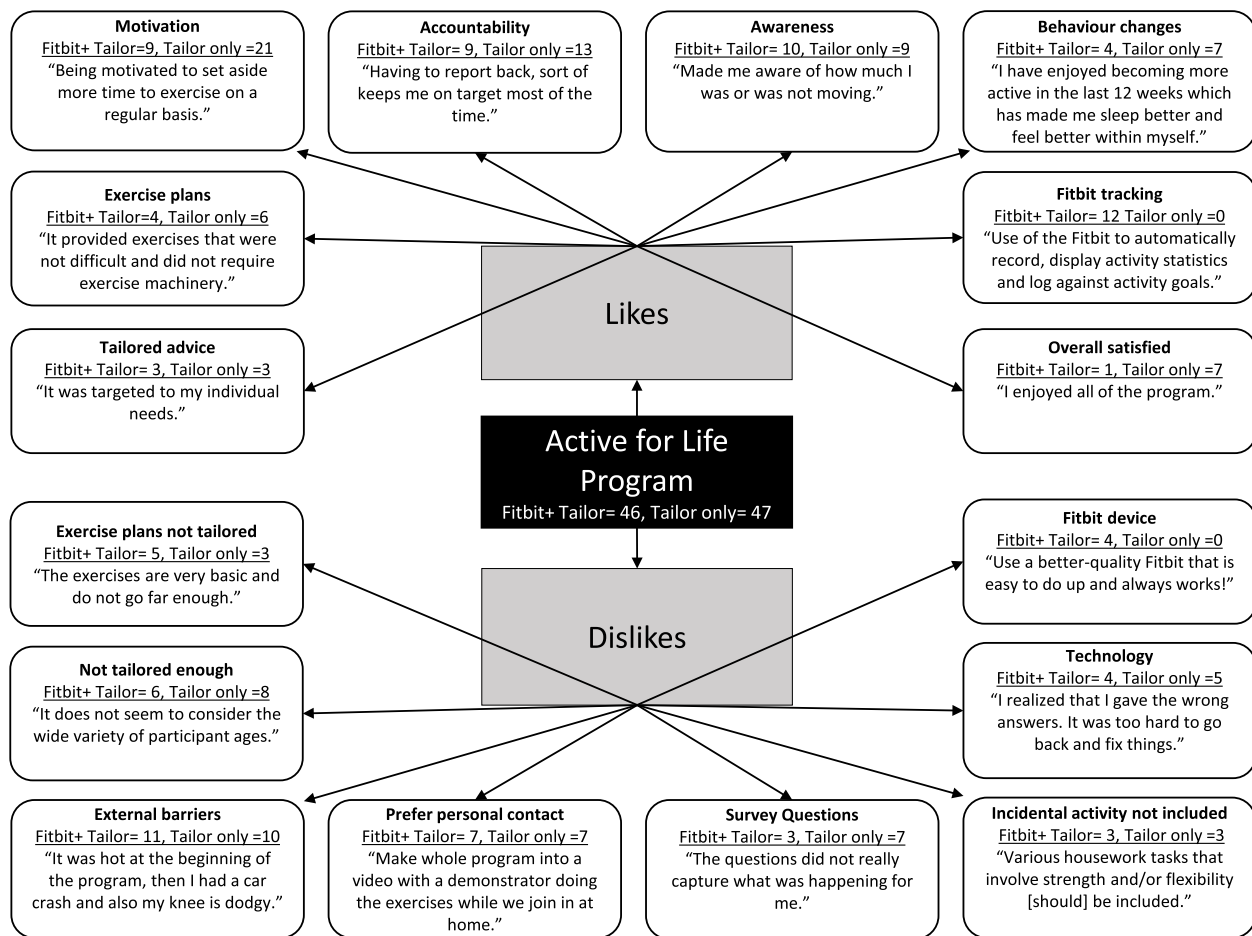 Motivation
Fitbit+ Tailor=9, Tailor only =21
“Being motivated to set aside
more time to exercise on a
regular basis.”
Accountability
Fitbit+ Tailor= 9, Tailor only =13
“Having to report back, sort of
keeps me on target most of the
time.”
Awareness
Fitbit+ Tailor= 10, Tailor only =9
“Made me aware of how much I
was or was not moving.”
Behaviour changes
Fitbit+ Tailor= 4, Tailor only =7
“I have enjoyed becoming more
active in the last 12 weeks which
has made me sleep better and
feel better within myself.”
Exercise plans
Fitbit+ Tailor=4, Tailor only =6
“It provided exercises that were
not difficult and did not require
exercise machinery.”
Fitbit tracking
Fitbit+ Tailor= 12 Tailor only =0
“Use of the Fitbit to automatically
record, display activity statistics
and log against activity goals.”
Likes
Tailored advice
Fitbit+ Tailor= 3, Tailor only =3
“It was targeted to my individual
needs.”
Overall satisfied
Fitbit+ Tailor= 1, Tailor only =7
“I enjoyed all of the program.”
Active for Life
Program
Fitbit+ Tailor= 46, Tailor only= 47
Exercise plans not tailored
Fitbit+ Tailor= 5, Tailor only =3
“The exercises are very basic and
do not go far enough.”
Fitbit device
Fitbit+ Tailor= 4, Tailor only =0
“Use a better-quality Fitbit that is
easy to do up and always works!”
Dislikes
Not tailored enough
Fitbit+ Tailor= 6, Tailor only =8
“It does not seem to consider the
wide variety of participant ages.”
Technology
Fitbit+ Tailor= 4, Tailor only =5
“I realized that I gave the wrong
answers. It was too hard to go
back and fix things.”
External barriers
Fitbit+ Tailor= 11, Tailor only =10
“It was hot at the beginning of
the program, then I had a car
crash and also my knee is dodgy.”
Prefer personal contact
Fitbit+ Tailor= 7, Tailor only =7
“Make whole program into a
video with a demonstrator doing
the exercises while we join in at
home.”
Survey Questions
Fitbit+ Tailor= 3, Tailor only =7
“The questions did not really
capture what was happening for
me.”
Incidental activity not included
Fitbit+ Tailor= 3, Tailor only =3
“Various housework tasks that
involve strength and/or flexibility
[should] be included.”